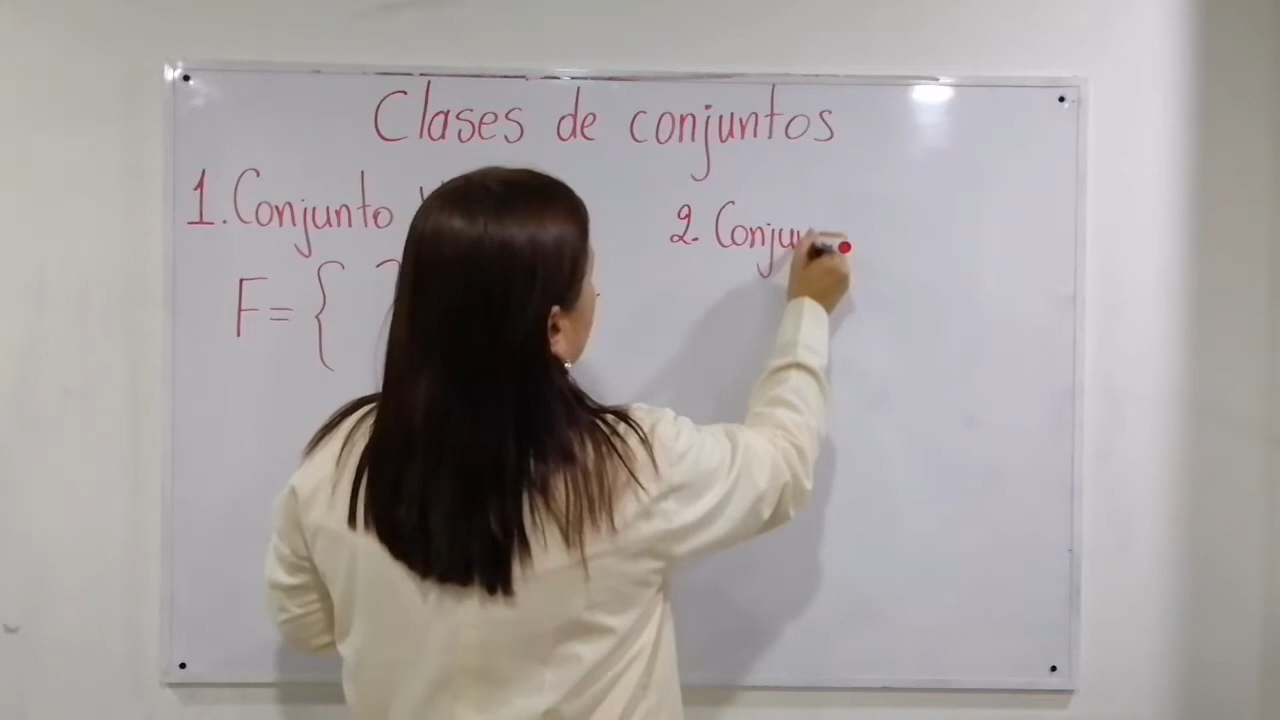 Clases de conjuntos
1. Conjunto
2. Conju
F= {